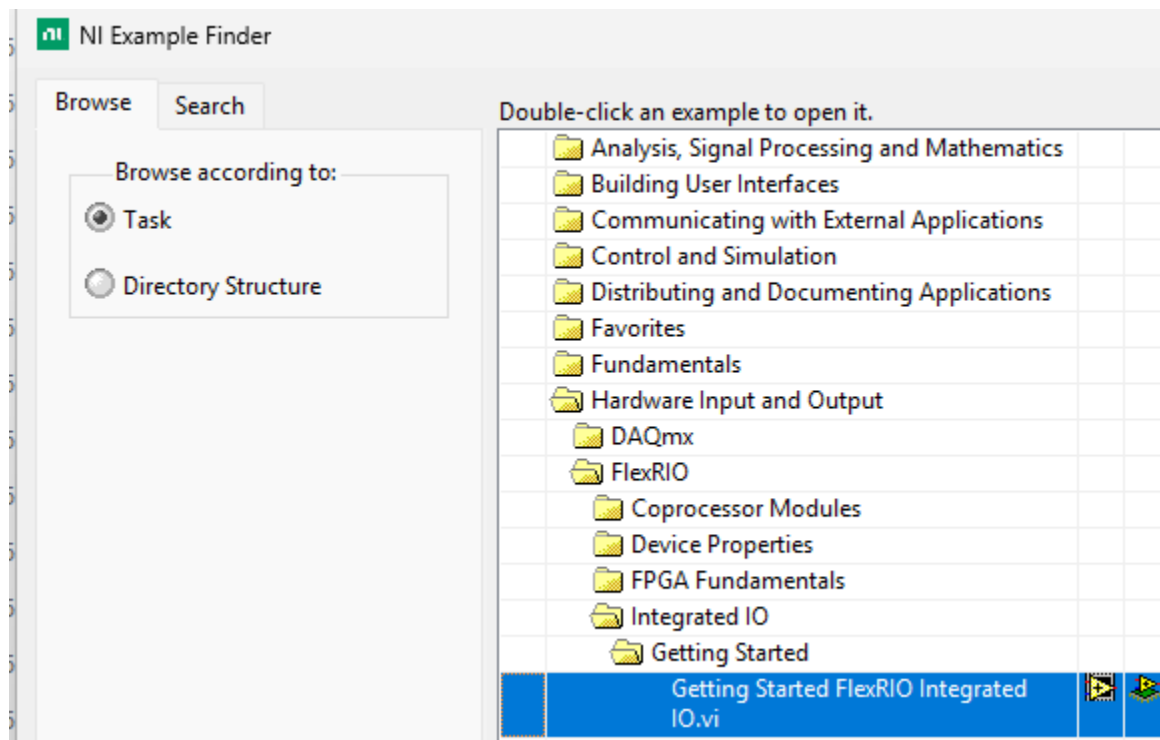 NI Example Finder
Browse
Search
Browse according to:
Task
Directory Structure
Double-click an example to open it.
Analysis, Signal Processing and Mathematics
Building User Interfaces
Communicating with External Applications
Control and Simulation
Distributing and Documenting Applications
Favorites
Fundamentals
Hardware Input and Output
DAQmx
FlexRIO
Coprocessor Modules
Device Properties
FPGA Fundamentals
Integrated IO
Getting Started
Getting Started FlexRIO Integrated
IO.vi